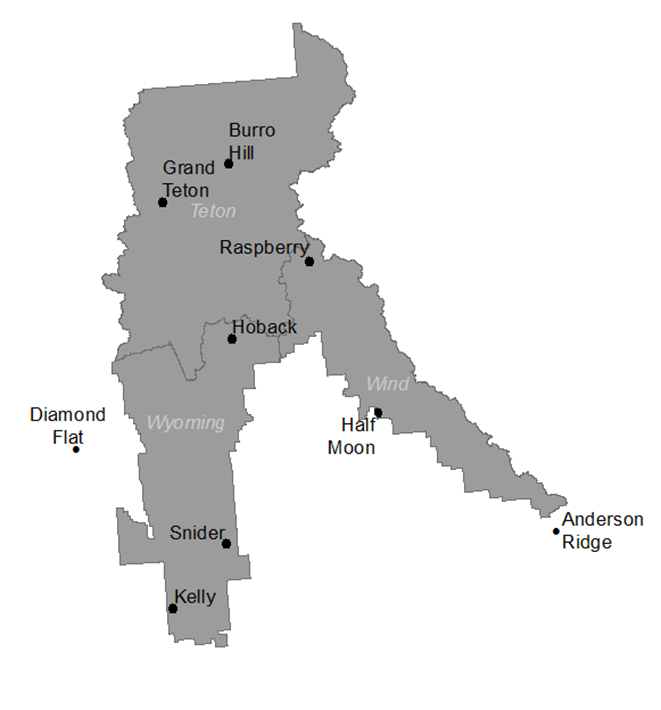 Burro
Hill
Grand
Teton
Teton
Raspberry
Hoback
Wind
Diamond
Flat
Wyoming
Half
Moon
Anderson
Ridge
Snider
Kelly